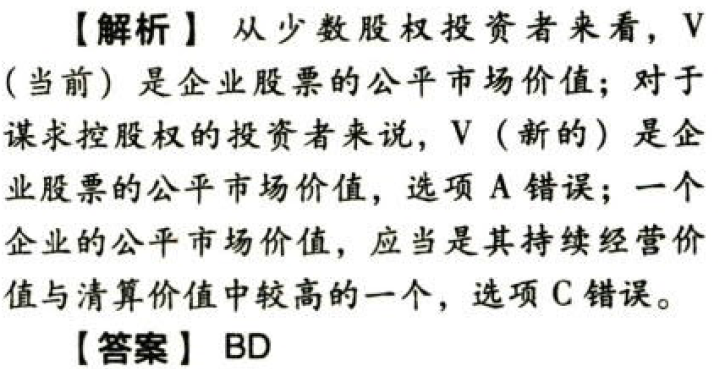 【解析】 从少数股权投资者来看，V
（当前）是企业股票的公平市场价值；对于
谋求控股权的投资者来说，V（新的）是企
业股票的公平市场价值，选项 A 错误；一个
企业的公平市场价值，应当是其持续经营价
值与清算价值中较高的一个，选项 C 错误。
【答案】 BD